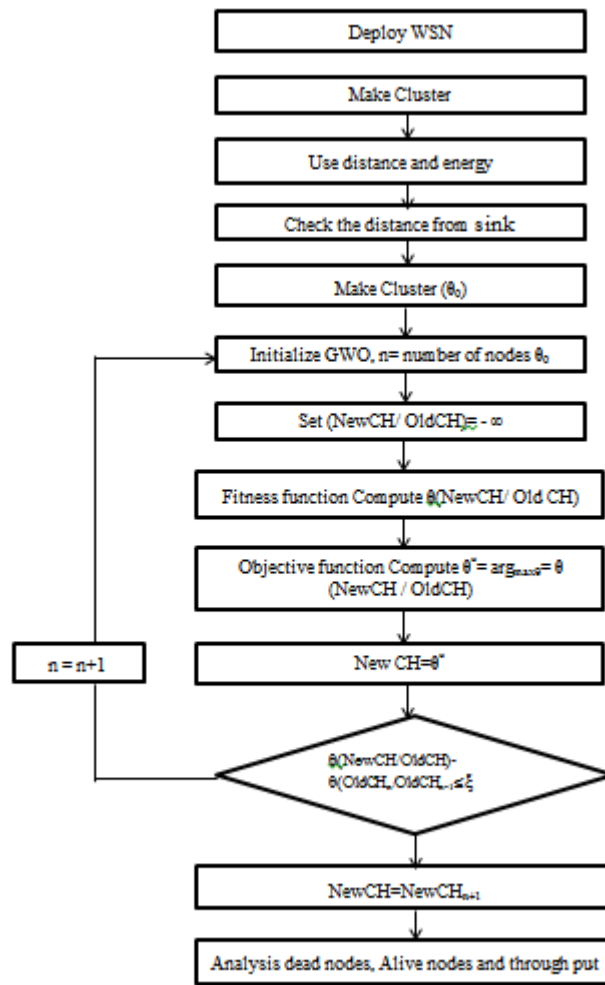 Deploy WSN
Make Cluster
Use distance and energy
Check the distance from sink
Make Cluster (θ₀)
Initialize GWO, n= number of nodes θ₀
Set (NewCH/ OldCH)= - ∞
Fitness function Compute θ(NewCH/ Old CH)
Objective function Compute θ*= arg = θ
(NewCH / OldCH)
n = n+1
New CH=θ*
θ(NewCH/OldCH)-
θ(OldCHₙ/OldCHₙ₋₁≤ξ
NewCH=NewCHₙ₊₁
Analysis dead nodes, Alive nodes and through put